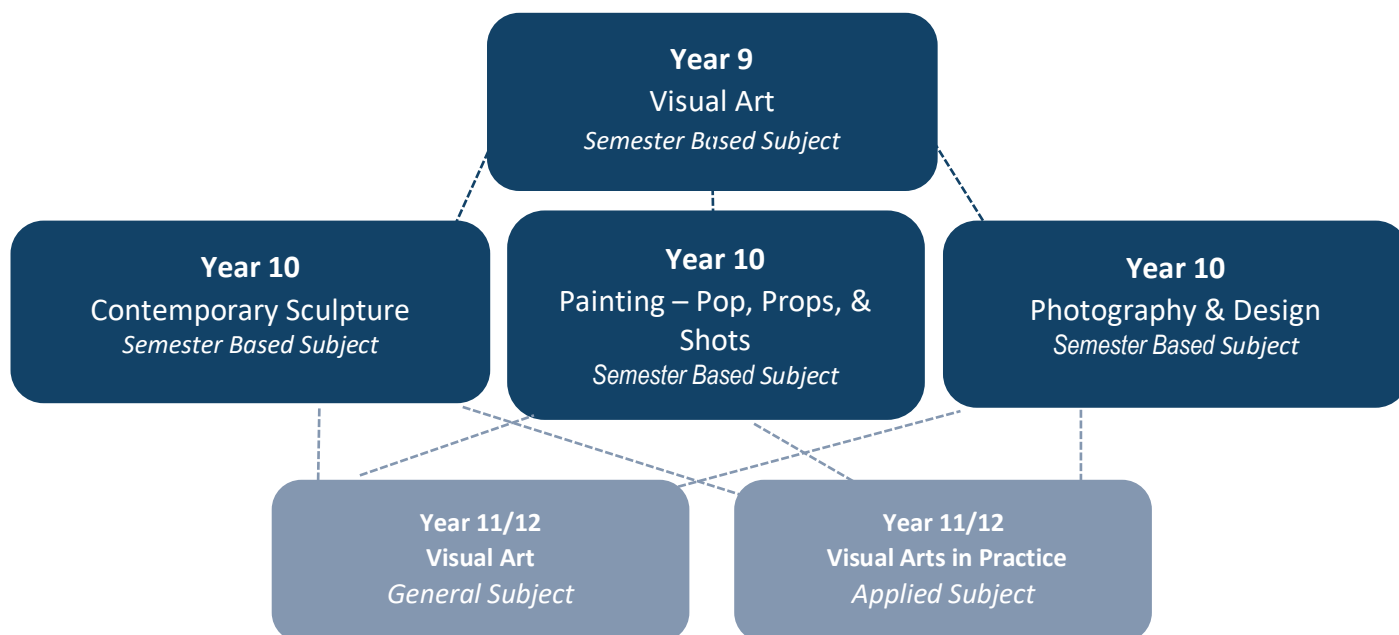 Year 9
Visual Art
Semester Based Subject
Year 10
Contemporary Sculpture
Semester Based Subject
Year 10
Painting – Pop, Props, &
Shots
Semester Based Subject
Year 10
Photography & Design
Semester Based Subject
Year 11/12
Visual Art
General Subject
Year 11/12
Visual Arts in Practice
Applied Subject